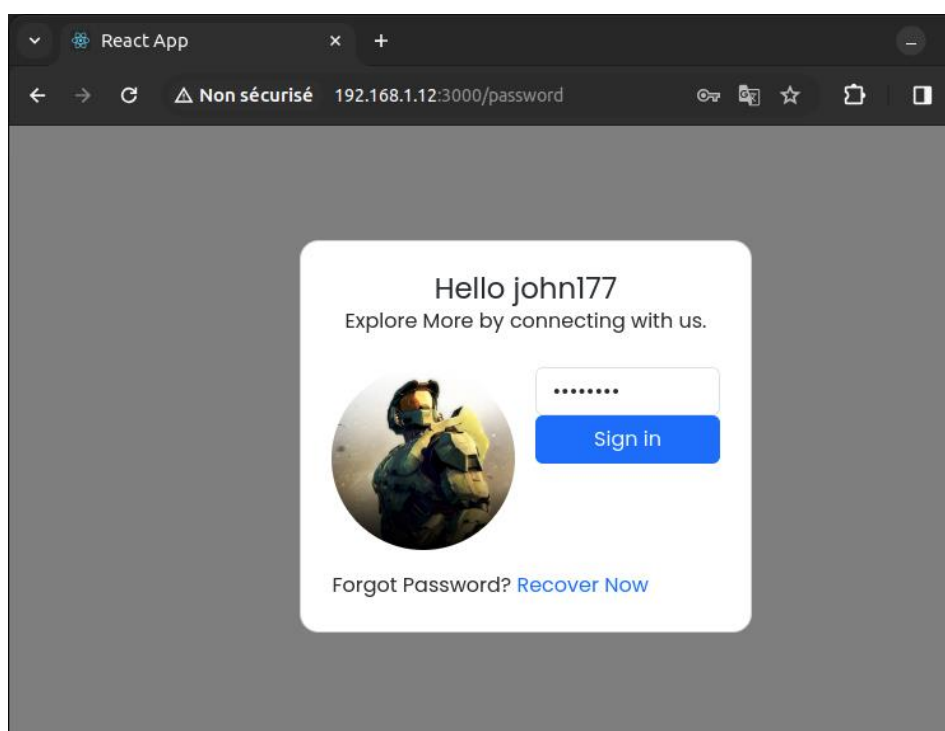 React App
Non sécurisé 192.168.1.12:3000/password
Hello john177
Explore More by connecting with us.
••••••••
Sign in
Forgot Password? Recover Now